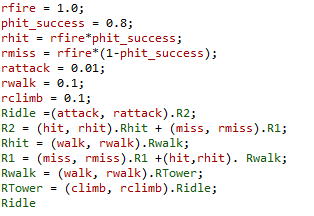 rfire = 1.0;
phit_success = 0.8;
rhit = rfire*phit_success;
rmiss = rfire*(1-phit_success);
rattack = 0.01;
rwalk = 0.1;
rclimb = 0.1;
Ridle =(attack, rattack).R2;
R2 = (hit, rhit).Rhit + (miss, rmiss).R1;
Rhit = (walk, rwalk).Rwalk;
R1 = (miss, rmiss).R1 +(hit,rhit). Rwalk;
Rwalk = (walk, rwalk).RTower;
RTower = (climb, rclimb).Ridle;
Ridle